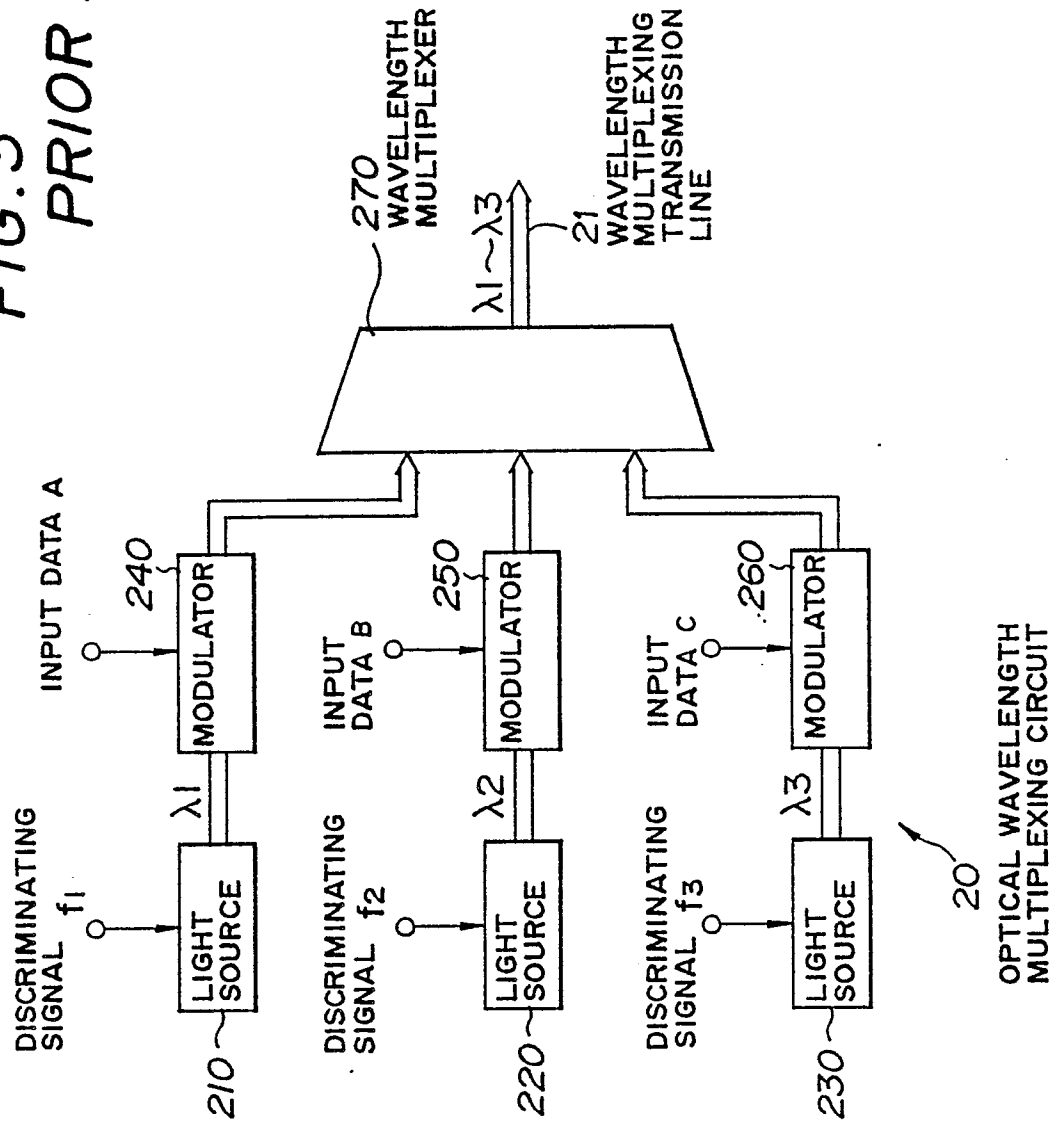 FIG.
PRIOR
DISCRIMINATING
SIGNAL f1
INPUT DATA A
210
LIGHT
SOURCE
λ1
MODULATOR
240
270
WAVELENGTH
MULTIPLEXER
DISCRIMINATING
SIGNAL f2
INPUT
DATA B
220
LIGHT
SOURCE
λ2
MODULATOR
250
λ1~λ3
21
WAVELENGTH
MULTIPLEXING
TRANSMISSION
LINE
DISCRIMINATING
SIGNAL f3
INPUT
DATA C
230
LIGHT
SOURCE
λ3
MODULATOR
260
20
OPTICAL WAVELENGTH
MULTIPLEXING CIRCUIT